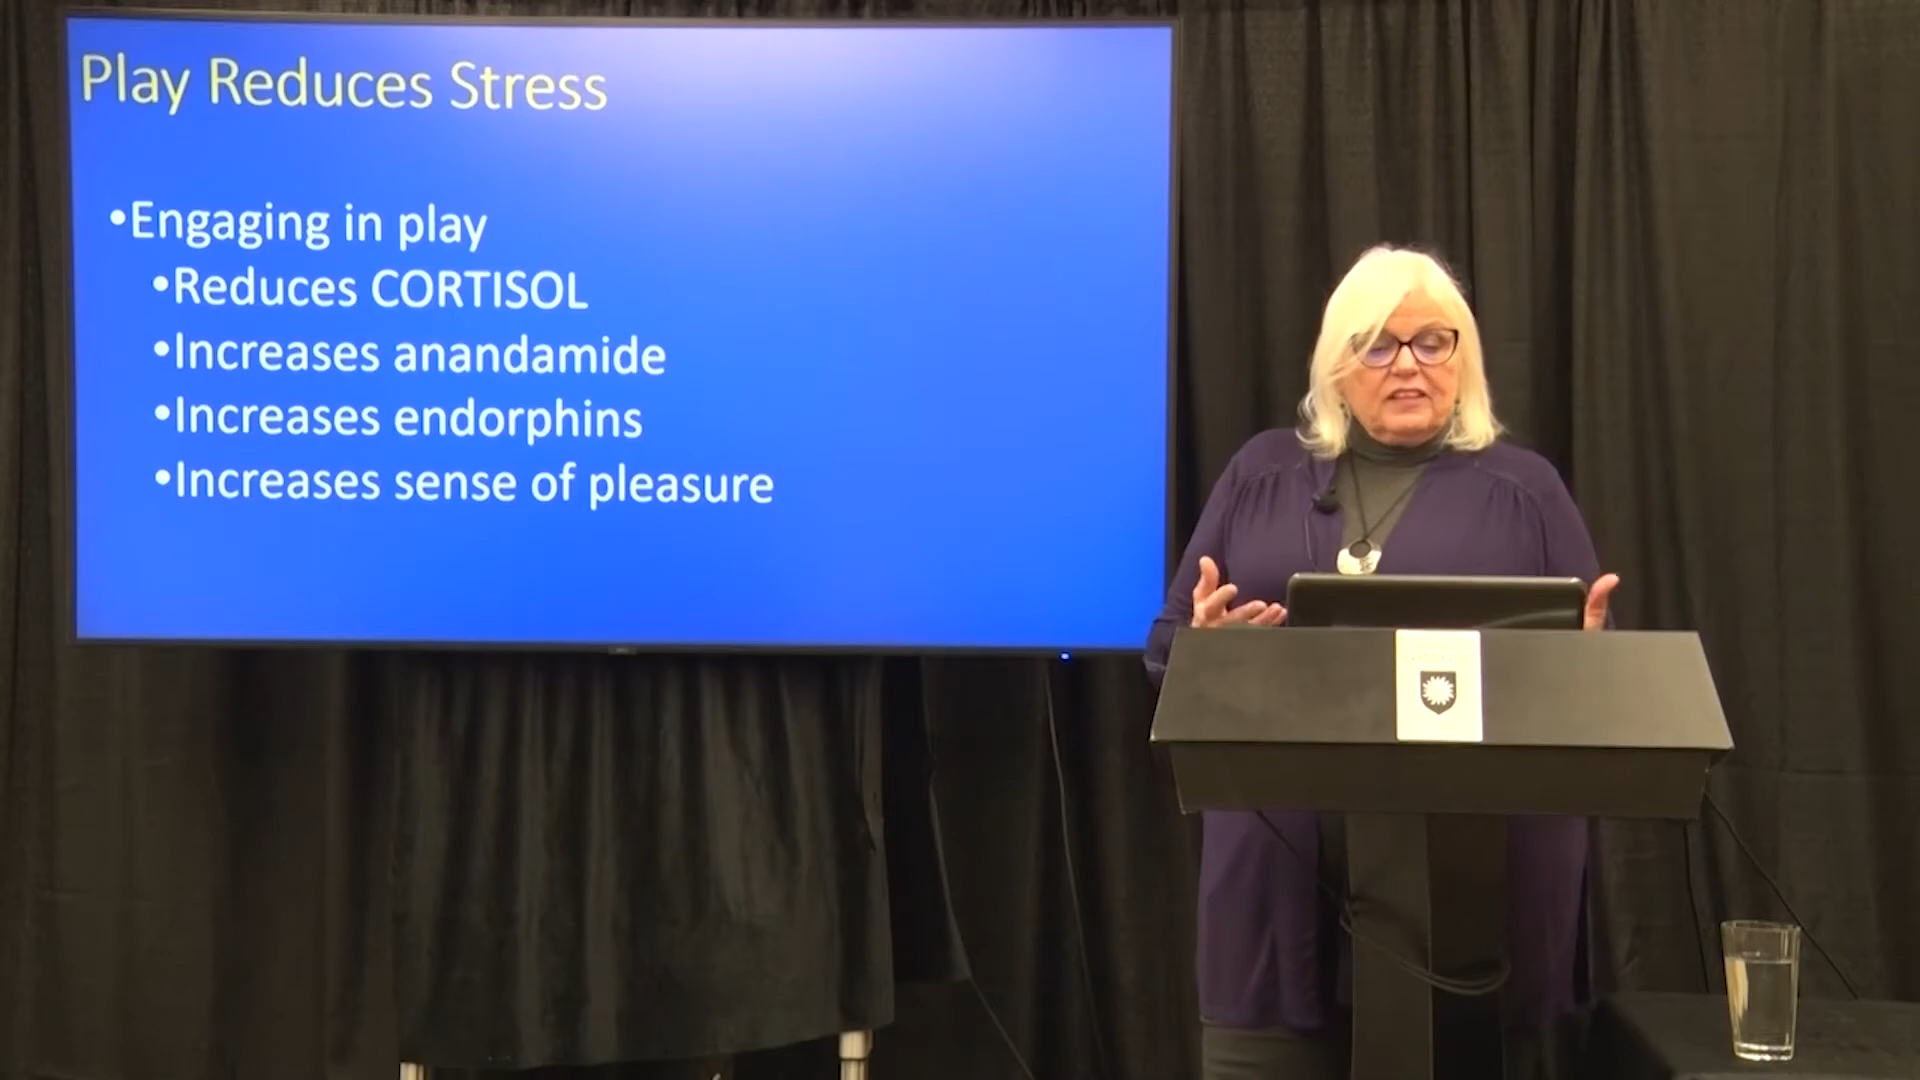 Play Reduces Stress
•Engaging in play
•Reduces CORTISOL
•Increases anandamide
•Increases endorphins
•Increases sense of pleasure